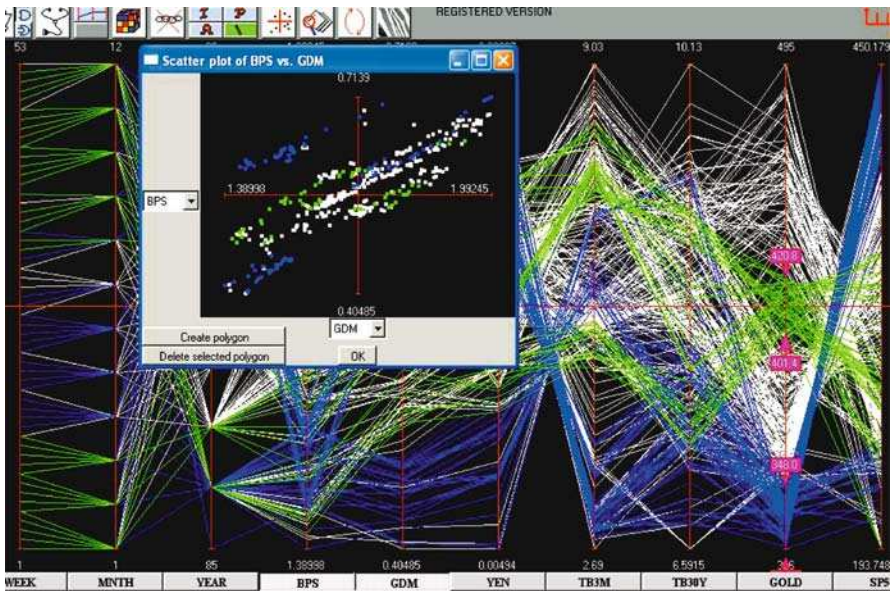 REGISTERED VERSION
53 12 9.03 10.13 495 450.179
Scatter plot of BPS vs. GDM
0.7139
1.38998 1.99245
BPS
0.40485
GDM
Create polygon
Delete selected polygon
OK
420.8
401.4
348.0
1 1 85 1.38998 0.40485 0.00494 2.69 6.5915 193.748
WEEK MNTH YEAR BPS GDM YEN TB3M TB30Y GOLD SP5